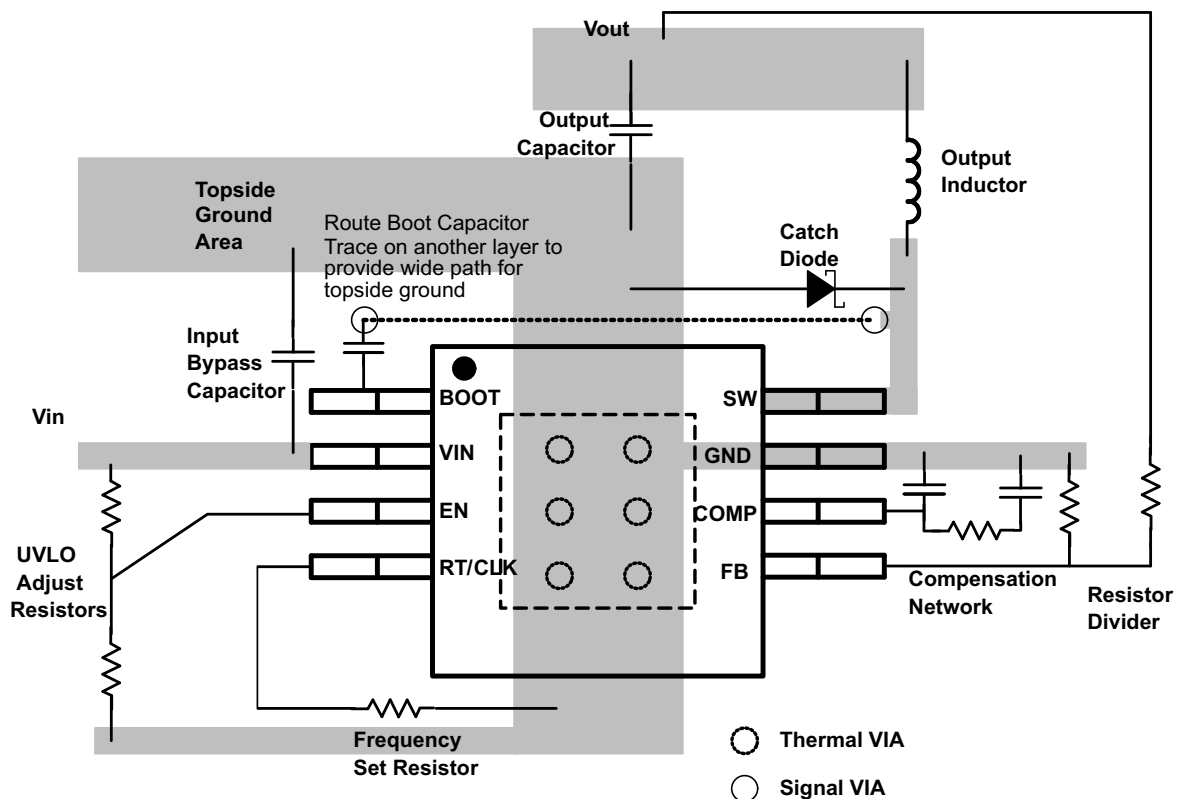 Vout
Output
Capacitor
Output
Inductor
Topside
Ground
Area
Route Boot Capacitor
Trace on another layer to
provide wide path for
topside ground
Catch
Diode
Input
Bypass
Capacitor
Vin
BOOT
VIN
EN
RT/CLK
SW
GND
COMP
FB
UVLO
Adjust
Resistors
Compensation
Network
Resistor
Divider
Frequency
Set Resistor
Thermal VIA
Signal VIA